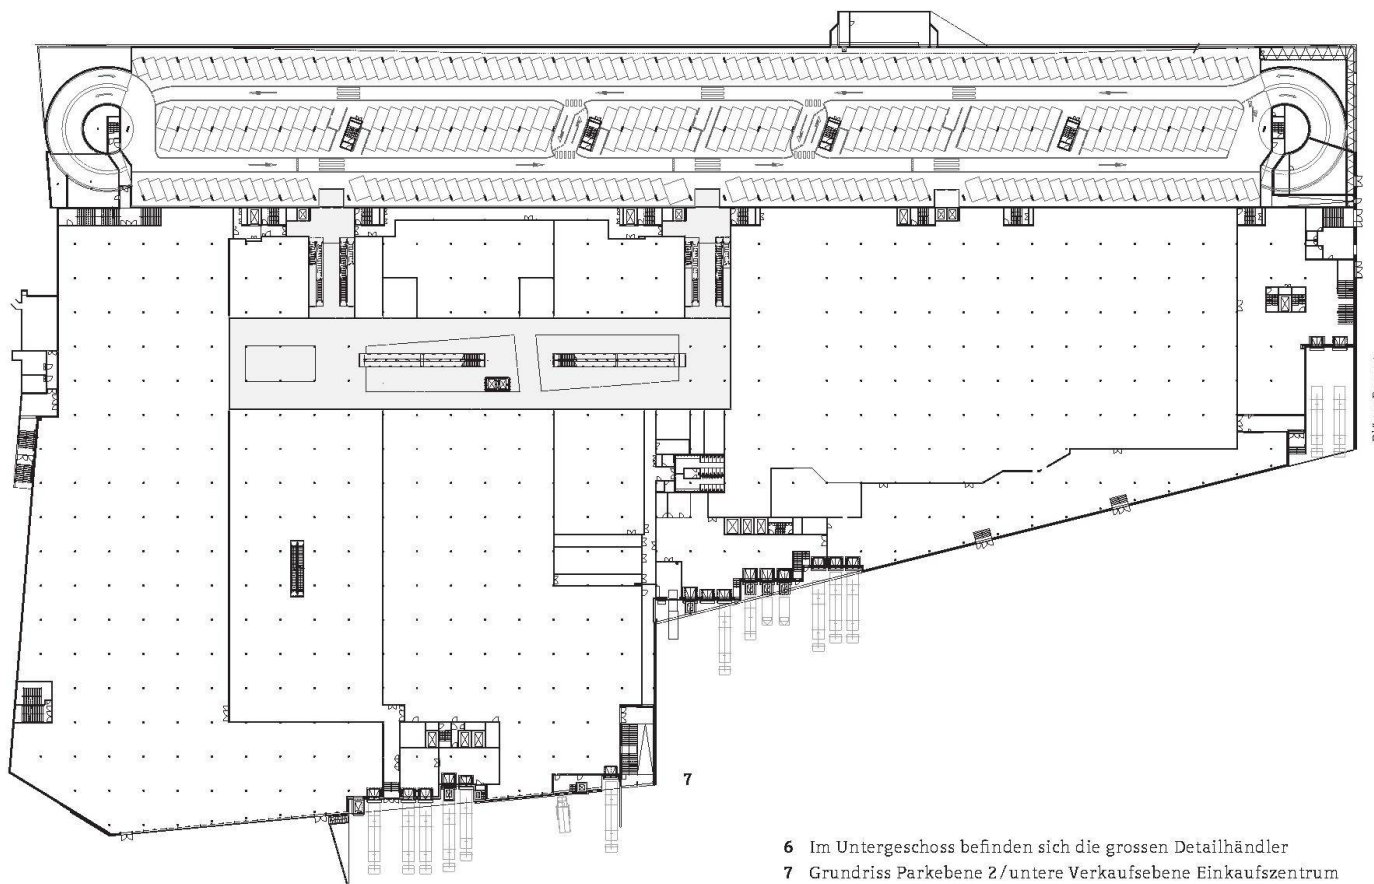 7
6 Im Untergeschoss befinden sich die grossen Detailhändler
7 Grundriss Parkebene 2/untere Verkaufsebene Einkaufszentrum